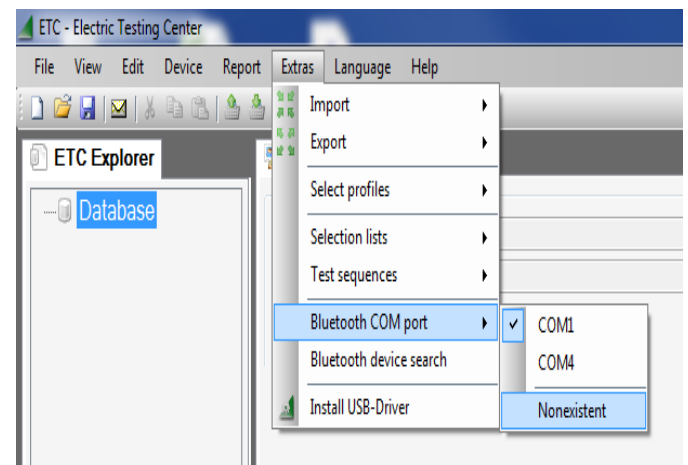 ETC - Electric Testing Center
File View Edit Device Report Extras Language Help
Import
Export
Select profiles
Selection lists
Test sequences
Bluetooth COM port
Bluetooth device search
Install USB-Driver
COM1
COM4
Nonexistent
ETC Explorer
Database